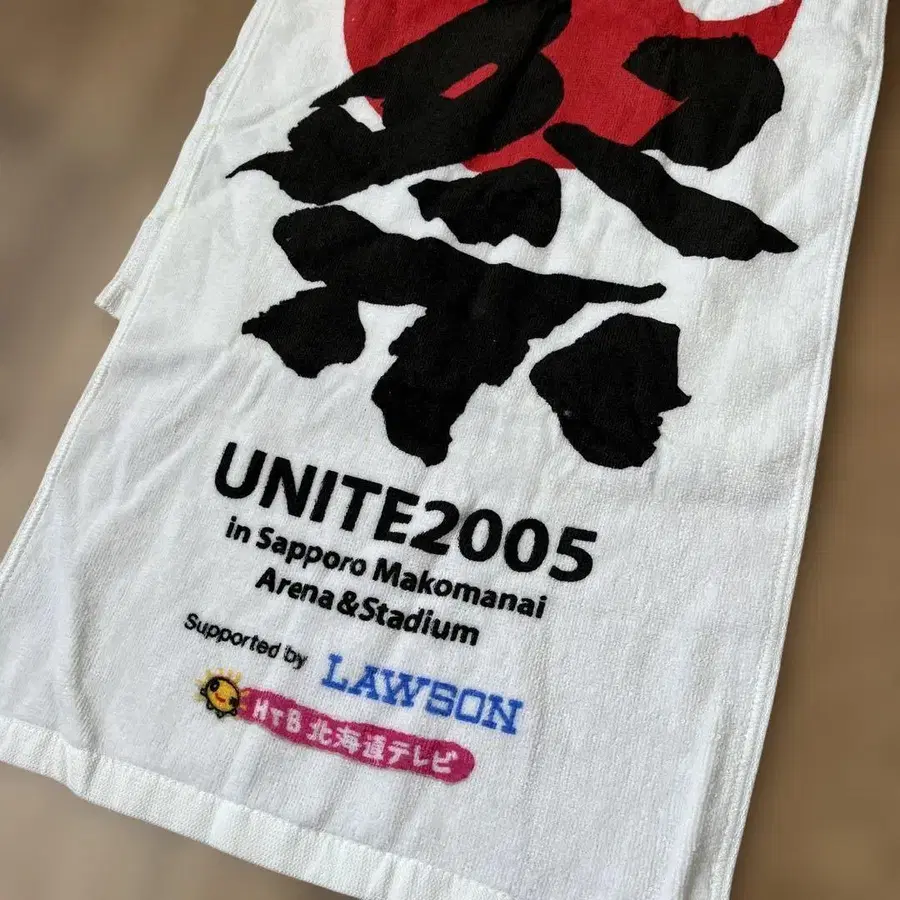 祭
UNITE2005
in Sapporo Makomanai
Arena&Stadium
Supported by LAWSON
HTB 北海道テレビ